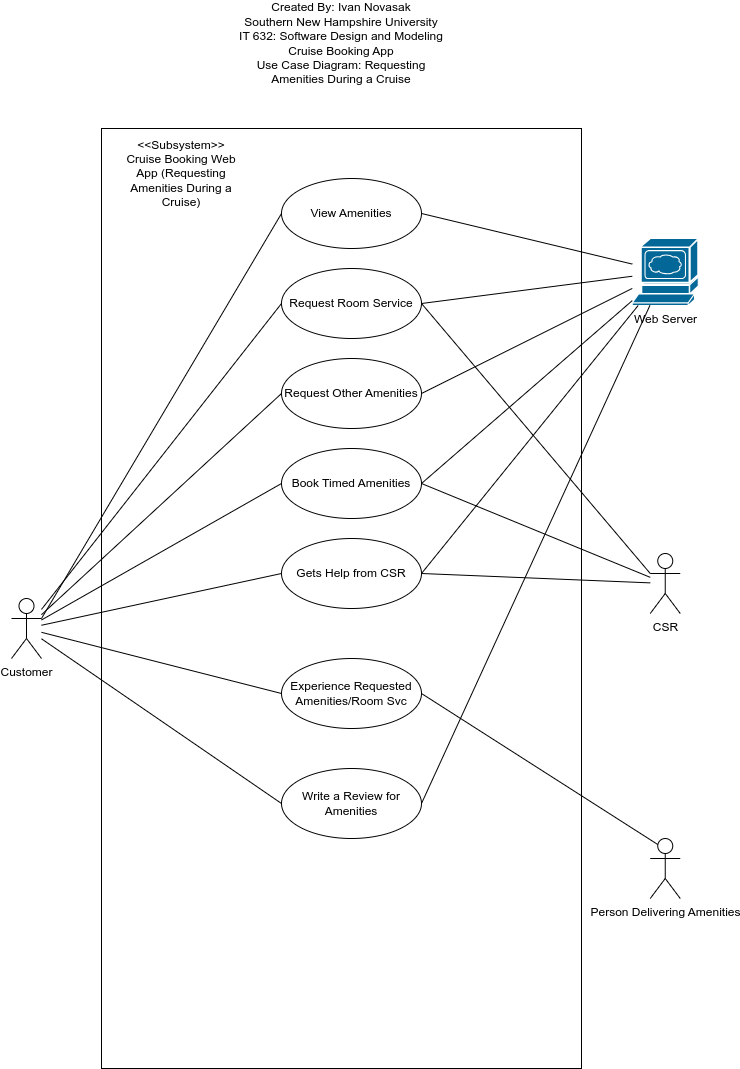 Created By: Ivan Novasak
Southern New Hampshire University
IT 632: Software Design and Modeling
Cruise Booking App
Use Case Diagram: Requesting
Amenities During a Cruise
<<Subsystem>>
Cruise Booking Web
App (Requesting
Amenities During a
Cruise)
View Amenities
Request Room Service
Web Server
Request Other Amenities
Book Timed Amenities
Gets Help from CSR
CSR
Customer
Experience Requested
Amenities/Room Svc
Write a Review for
Amenities
Person Delivering Amenities